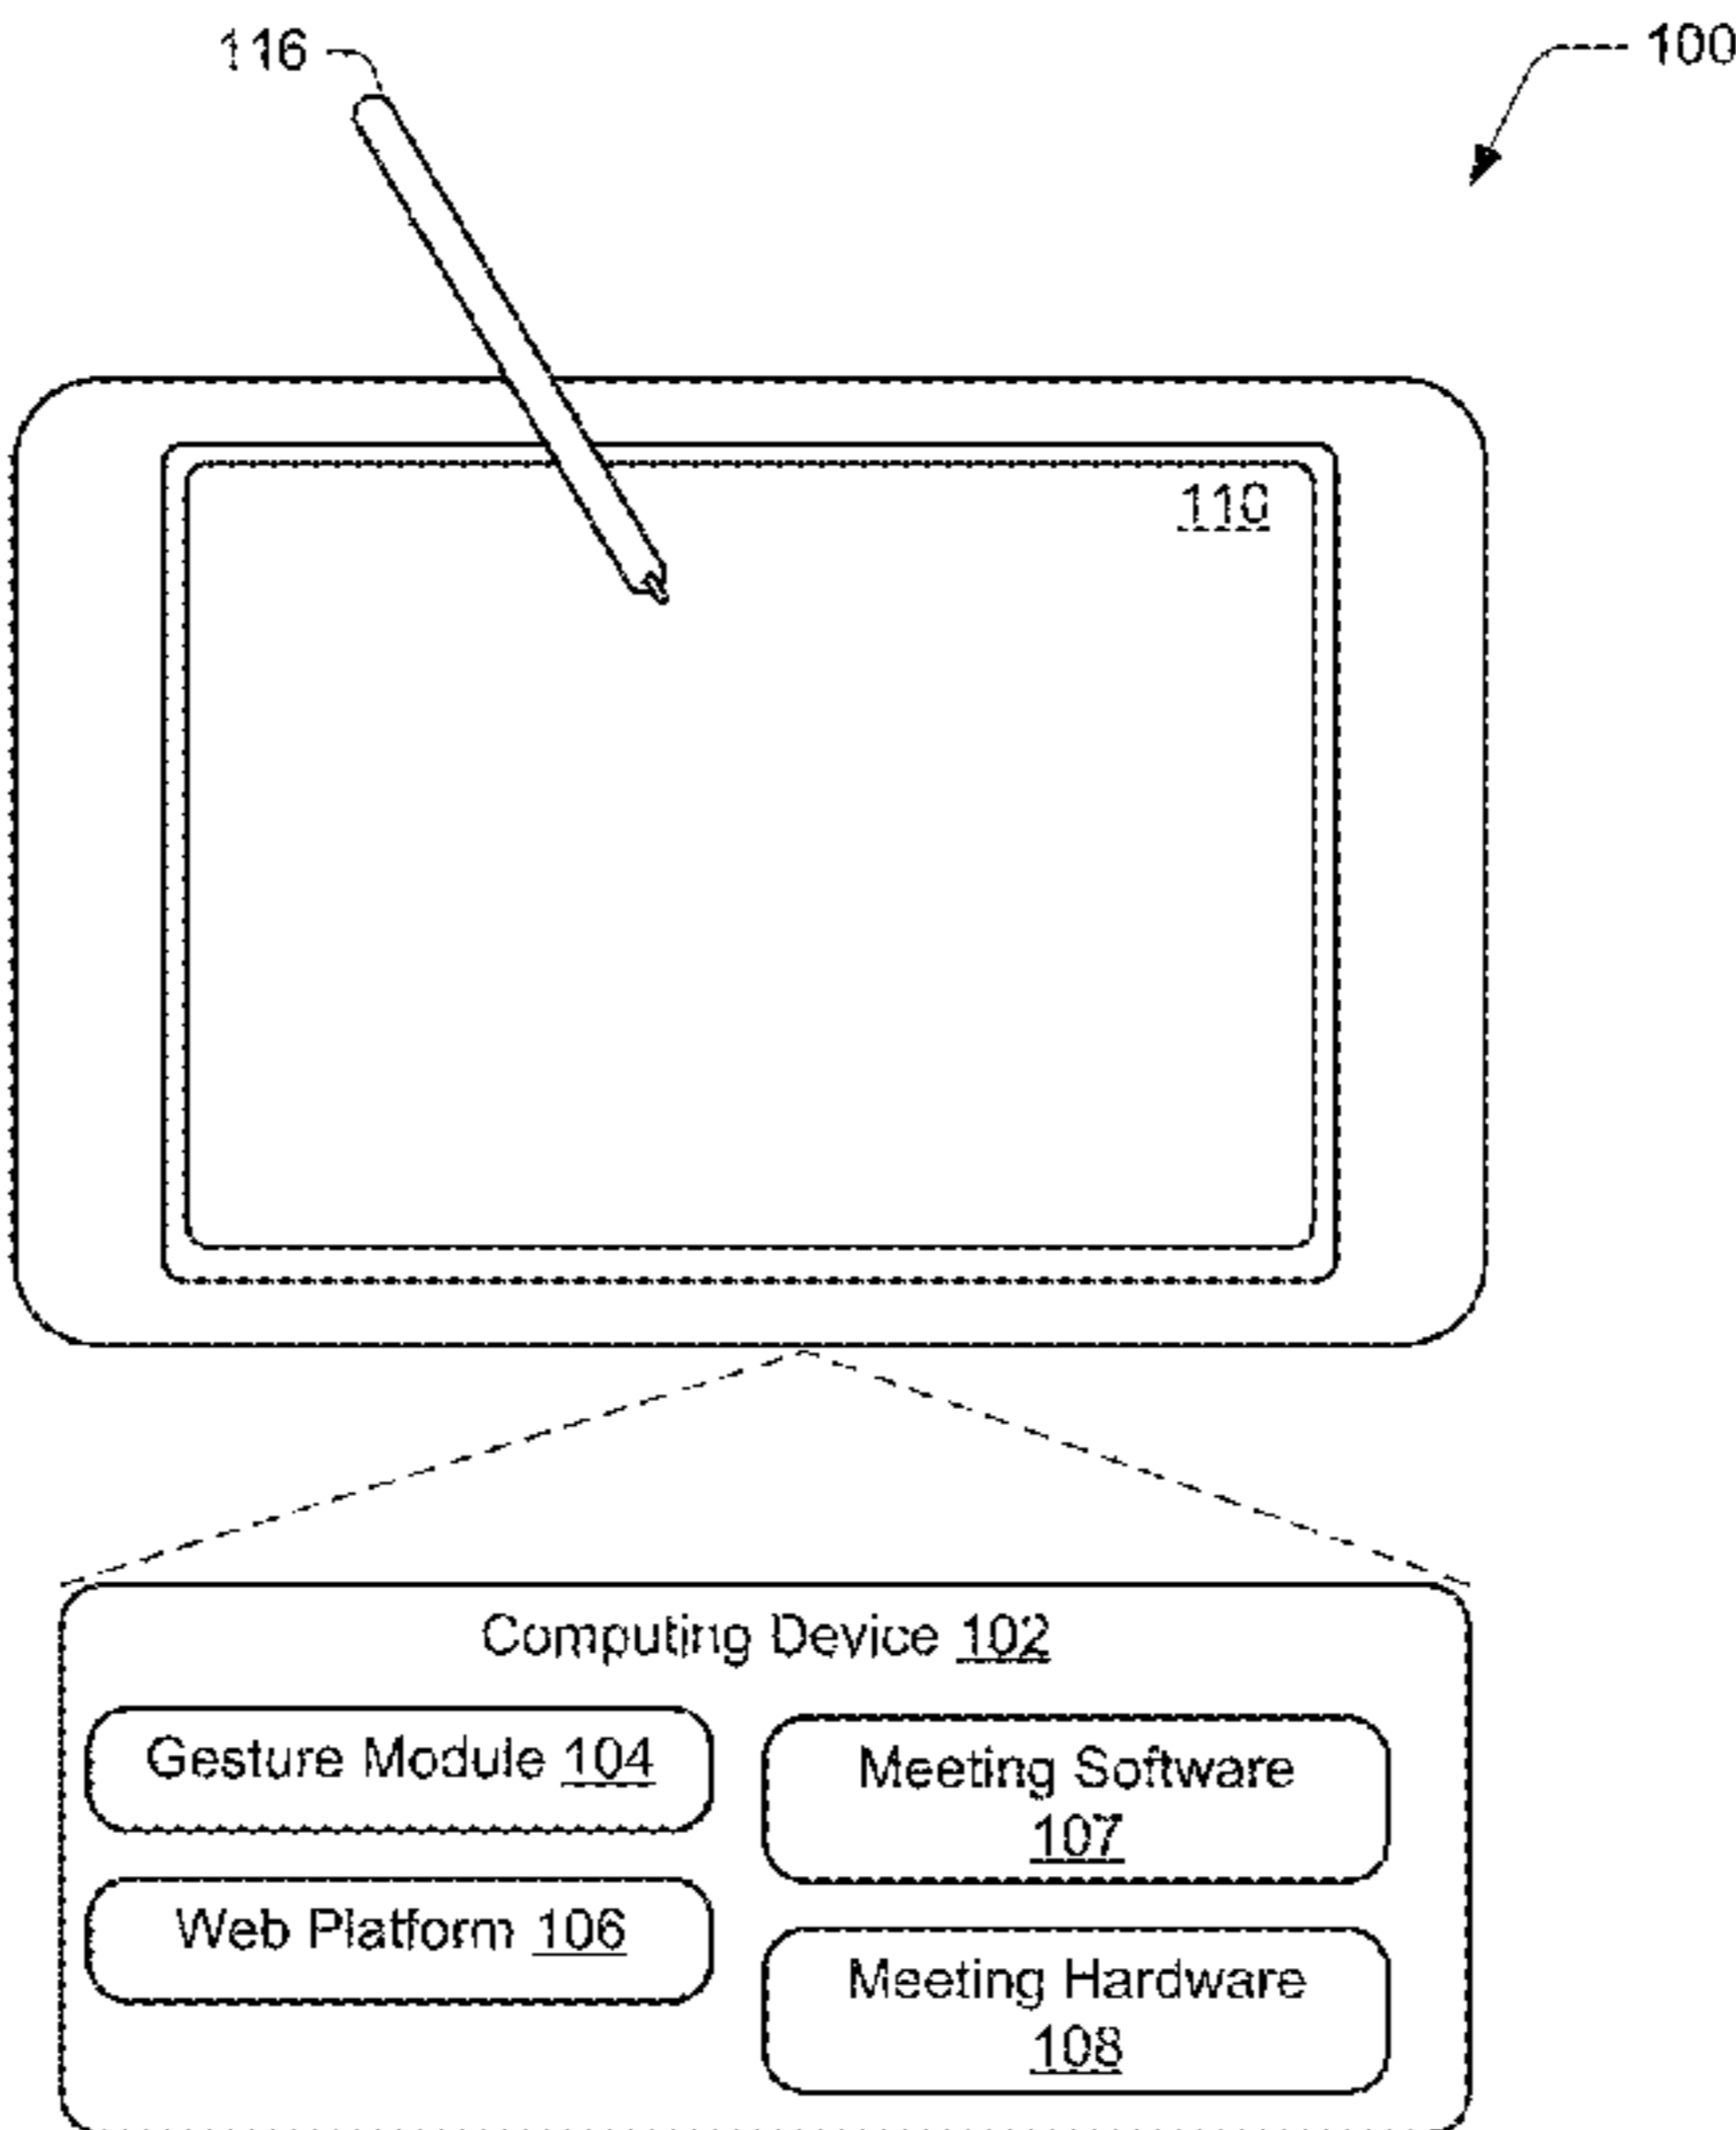 116
100
110
Computing Device 102
Gesture Module 104
Meeting Software
107
Web Platform 106
Meeting Hardware
108